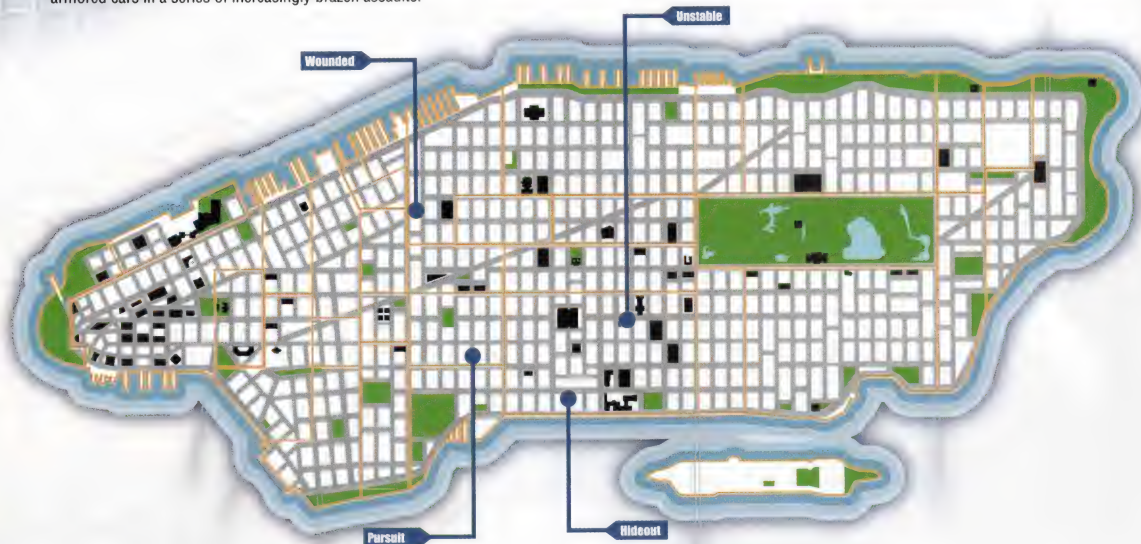 armored cars in a series of increasingly brazen assaults.
Unstable
Wounded
Pursuit
Hideout